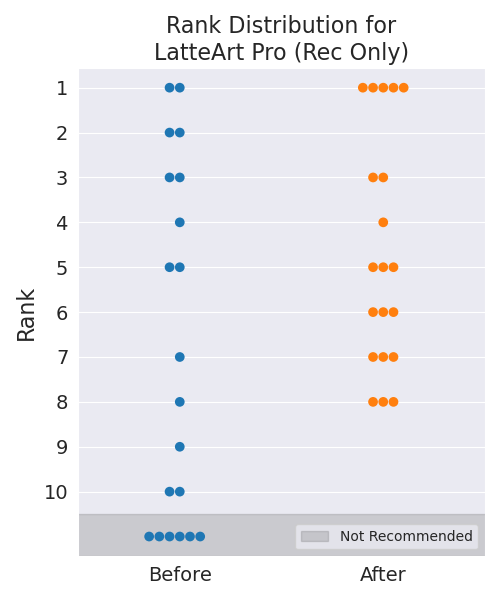 Rank Distribution for
LatteArt Pro (Rec Only)
Rank
1
2
3
4
5
6
7
8
9
10
Not Recommended
Before
After